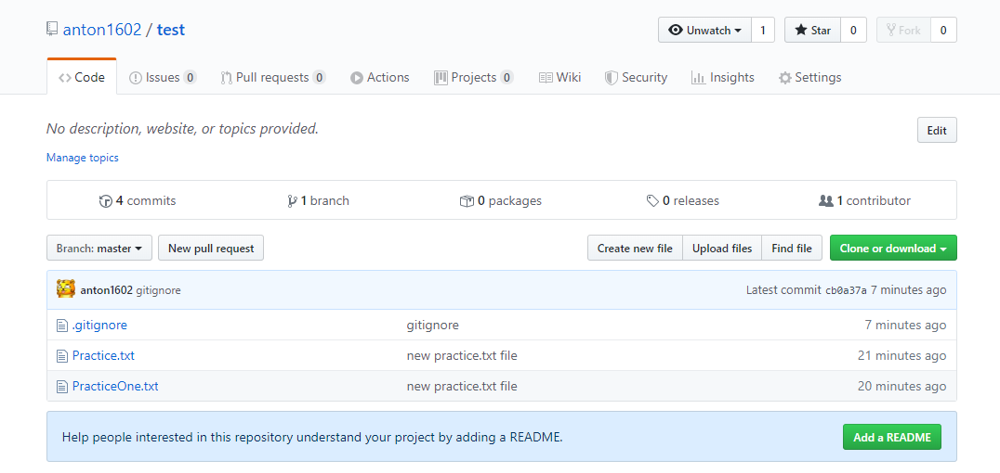 anton1602 / test
Unwatch 1 Star 0 Fork 0
Code Issues 0 Pull requests 0 Actions Projects 0 Wiki Security Insights Settings
No description, website, or topics provided.
Edit
Manage topics
4 commits 1 branch 0 packages 0 releases 1 contributor
Branch: master New pull request Create new file Upload files Find file Clone or download
anton1602 gitignore Latest commit cb0a37a 7 minutes ago
.gitignore gitignore 7 minutes ago
Practice.txt new practice.txt file 21 minutes ago
PracticeOne.txt new practice.txt file 20 minutes ago
Help people interested in this repository understand your project by adding a README. Add a README